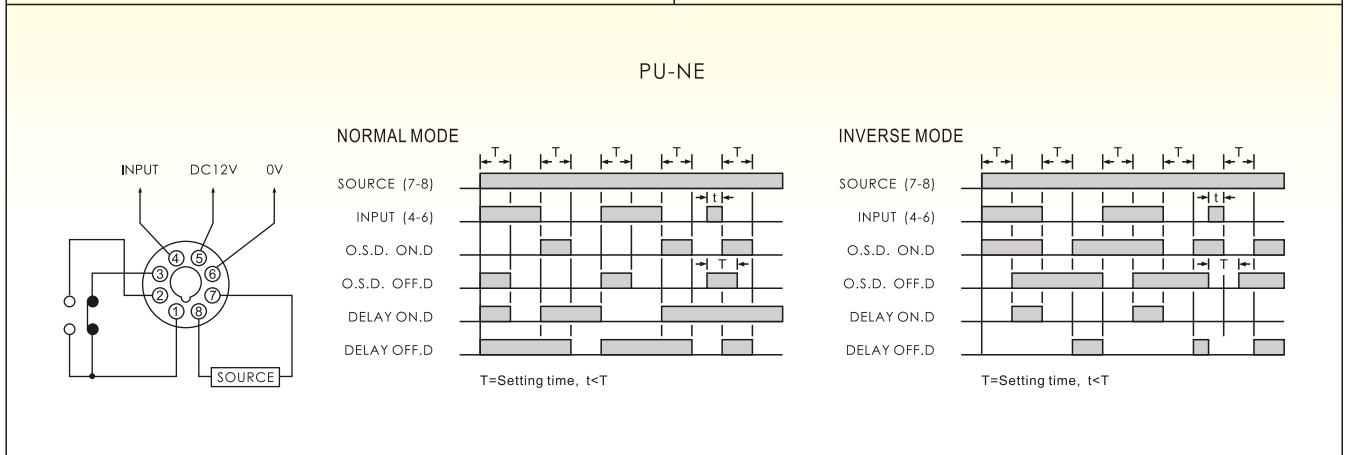 PU-NE
INPUT DC12V 0V
4 5
3 6
2 7
1 8
SOURCE
NORMAL MODE
T T T T T
SOURCE (7-8)
t
INPUT (4-6)
O.S.D. ON.D
T
O.S.D. OFF.D
DELAY ON.D
DELAY OFF.D
T=Setting time, t<T
INVERSE MODE
T T T T T
SOURCE (7-8)
t
INPUT (4-6)
O.S.D. ON.D
T
O.S.D. OFF.D
DELAY ON.D
DELAY OFF.D
T=Setting time, t<T